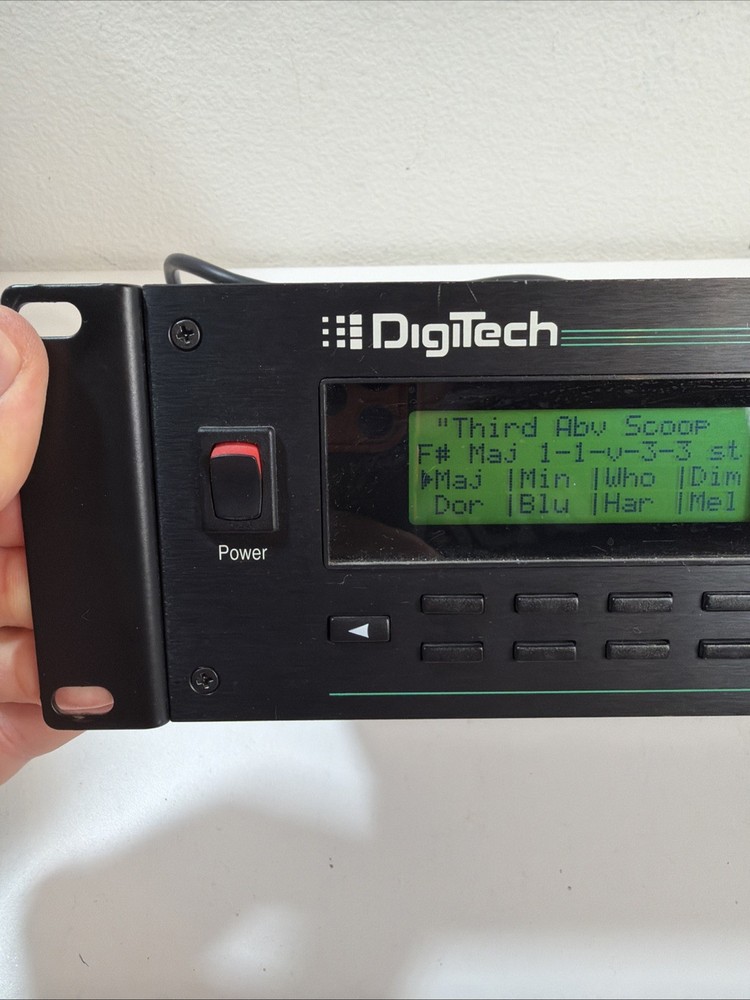 DigiTech
"Third Abv Scoop
F# Maj 1-1-v-3-3 st
Maj |Min |Who |Dim
Dor |Blu |Har |Mel
Power